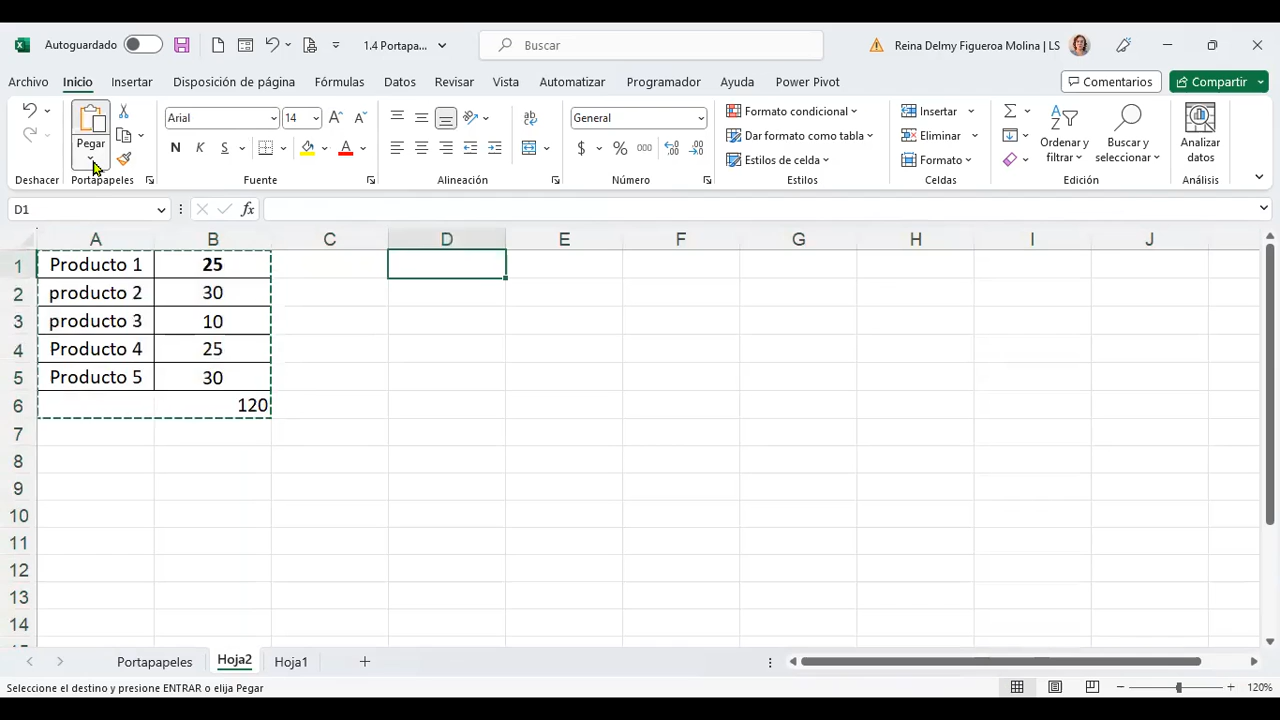 Autoguardado
1.4 Portapa...
Buscar
Reina Delmy Figueroa Molina | LS
Archivo Inicio Insertar Disposición de página Fórmulas Datos Revisar Vista Automatizar Programador Ayuda Power Pivot
Comentarios Compartir
Pegar
Arial 14
N K S
General
$ % 000
Formato condicional
Dar formato como tabla
Estilos de celda
Insertar
Eliminar
Formato
Ordenar y filtrar
Buscar y seleccionar
Analizar datos
Deshacer Portapapeles Fuente Alineación Número Estilos Celdas Edición Análisis
D1 fx
A B C D E F G H I J
1 Producto 1 25
2 producto 2 30
3 producto 3 10
4 Producto 4 25
5 Producto 5 30
6 120
7
8
9
10
11
12
13
14
Portapapeles Hoja2 Hoja1
Seleccione el destino y presione ENTRAR o elija Pegar
120%